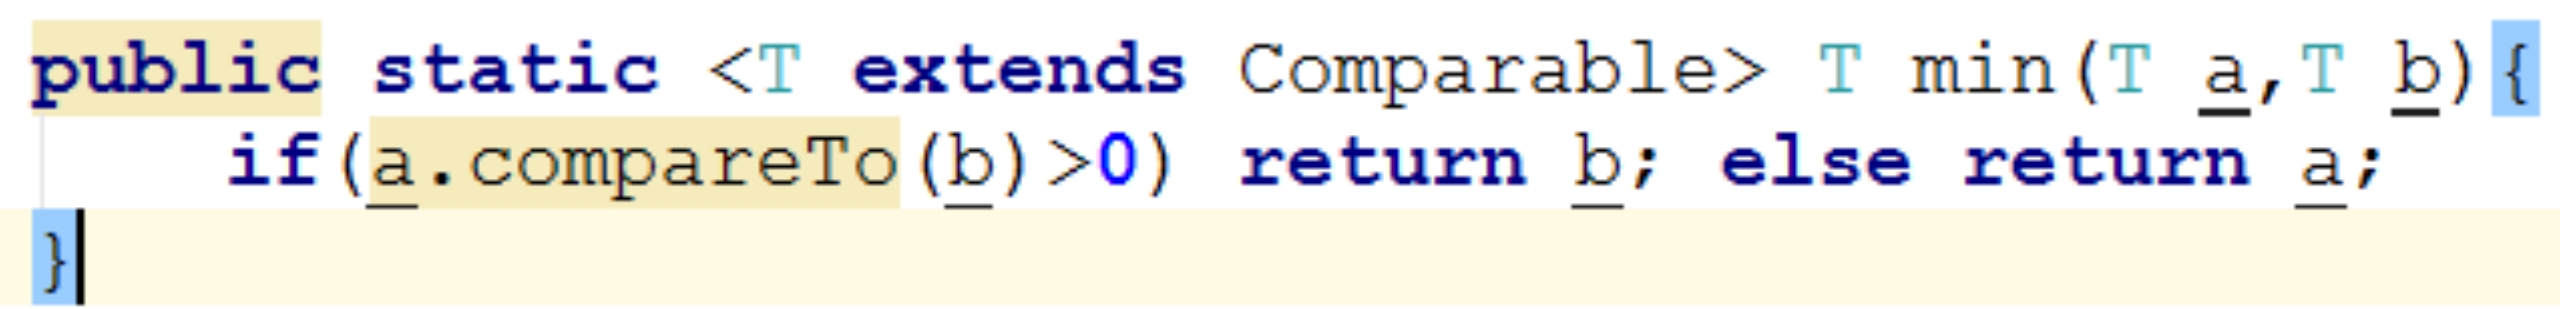 public static <T extends Comparable> T min(T a,T b){
    if(a.compareTo(b)>0) return b; else return a;
}